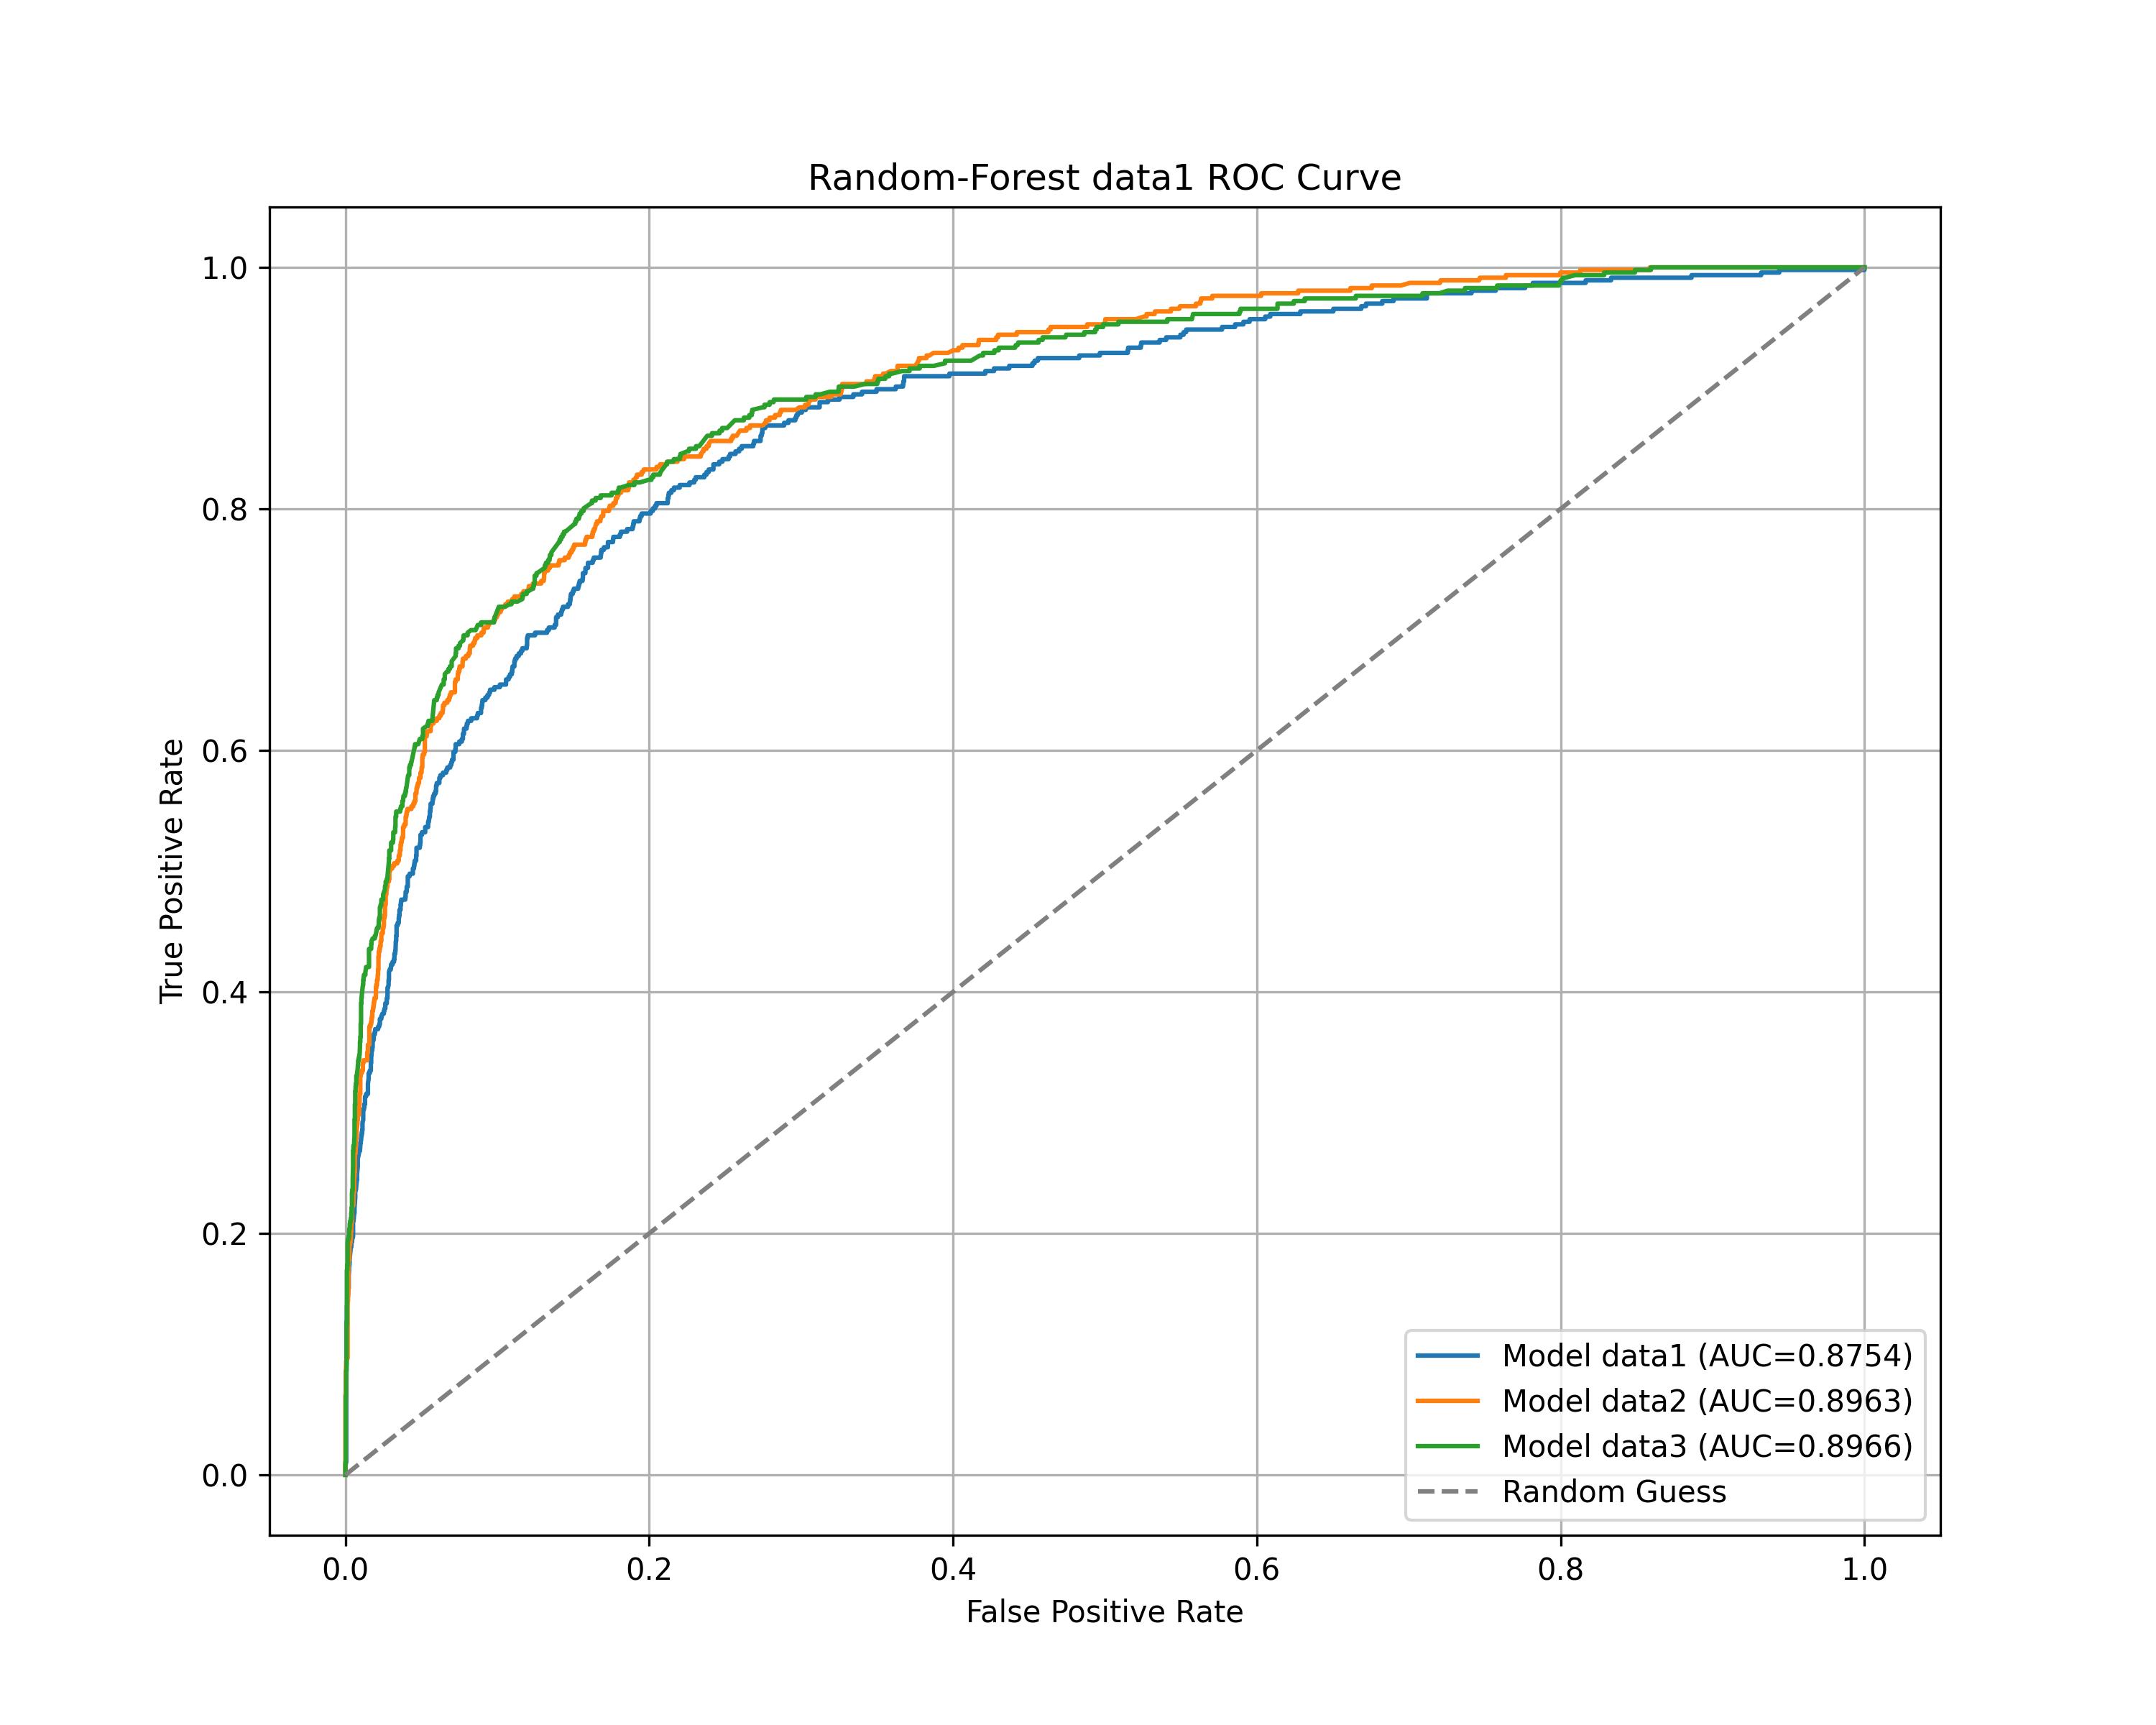 Random-Forest data1 ROC Curve
True Positive Rate
1.0
0.8
0.6
0.4
0.2
0.0
0.0 0.2 0.4 0.6 0.8 1.0
False Positive Rate
Model data1 (AUC=0.8754)
Model data2 (AUC=0.8963)
Model data3 (AUC=0.8966)
Random Guess